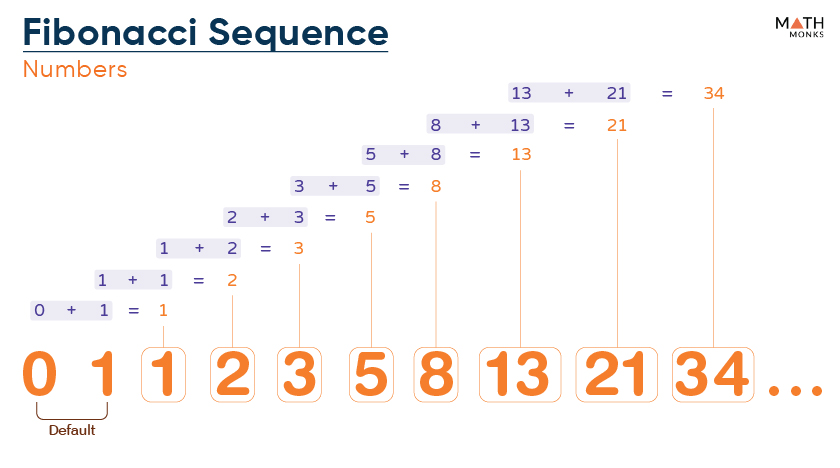 Fibonacci Sequence
Numbers
MATH
MONKS
13 + 21 = 34
8 + 13 = 21
5 + 8 = 13
3 + 5 = 8
2 + 3 = 5
1 + 2 = 3
1 + 1 = 2
0 + 1 = 1
0 1 1 2 3 5 8 13 21 34 ...
Default